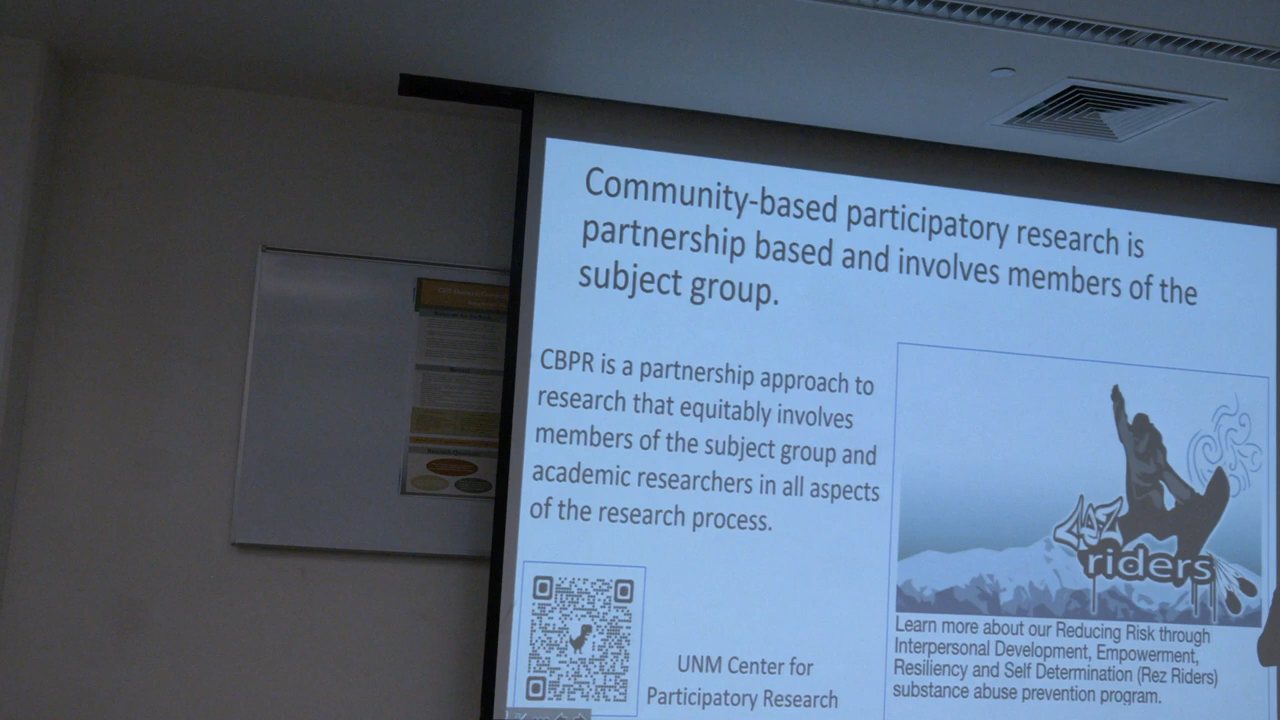 Community-based participatory research is
partnership based and involves members of the
subject group.
CBPR is a partnership approach to
research that equitably involves
members of the subject group and
academic researchers in all aspects
of the research process.
UNM Center for
Participatory Research
rez
riders
Learn more about our Reducing Risk through
Interpersonal Development, Empowerment,
Resiliency and Self Determination (Rez Riders)
substance abuse prevention program.